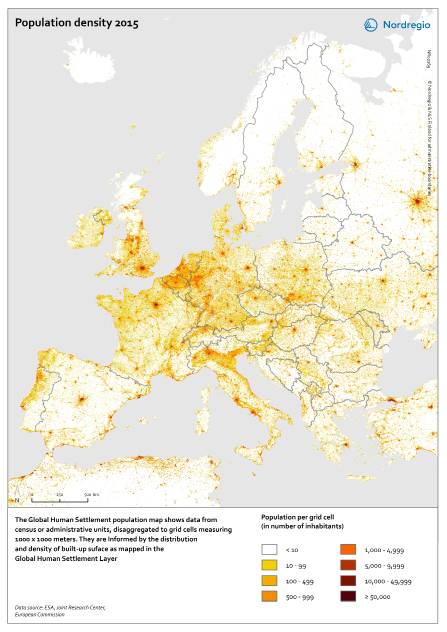 Population density 2015
Nordregio
The Global Human Settlement population map shows data from
census or administrative units, disaggregated to grid cells measuring
1000 x 1000 meters. They are informed by the distribution
and density of built-up suface as mapped in the
Global Human Settlement Layer
Data source: ESA, Joint Research Center,
European Commission
Population per grid cell
(in number of inhabitants)
< 10
10 - 99
100 - 499
500 - 999
1,000 - 4,999
5,000 - 9,999
10,000 - 49,999
≥ 50,000
N
0
250
500 km